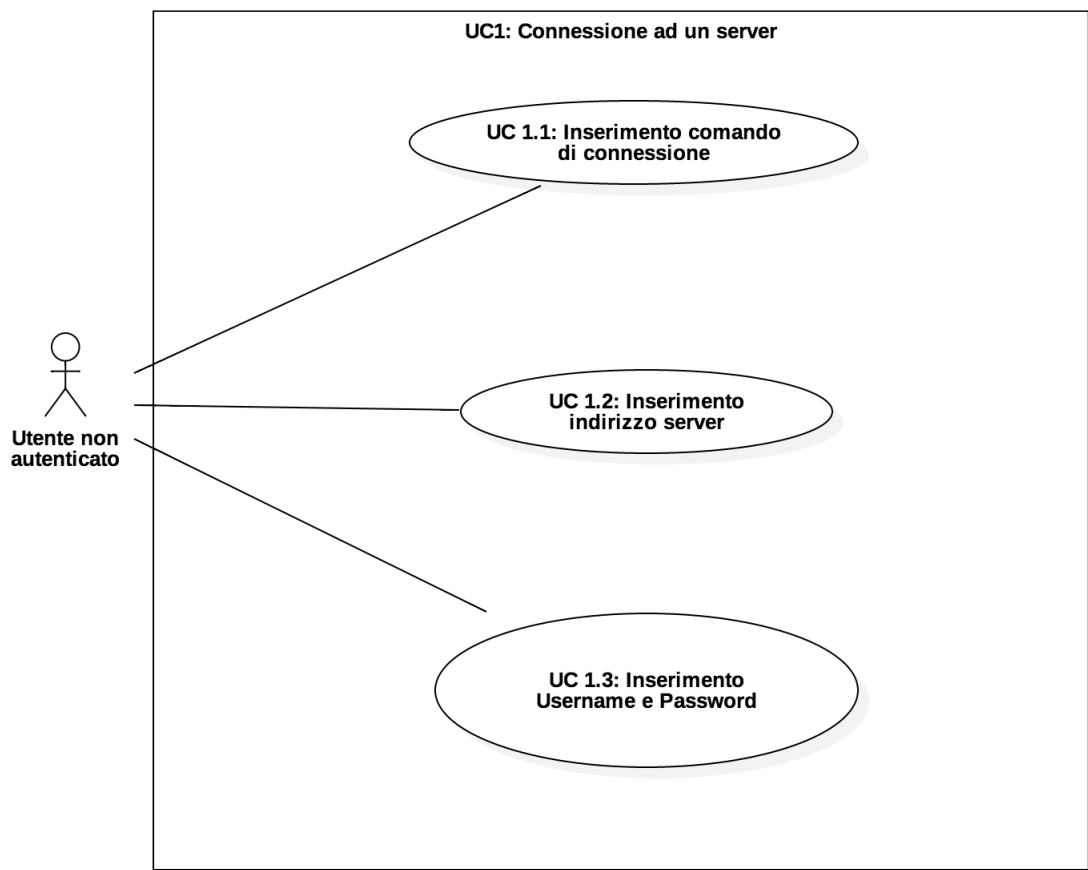 UC1: Connessione ad un server
UC 1.1: Inserimento comando
di connessione
UC 1.2: Inserimento
indirizzo server
Utente non
autenticato
UC 1.3: Inserimento
Username e Password